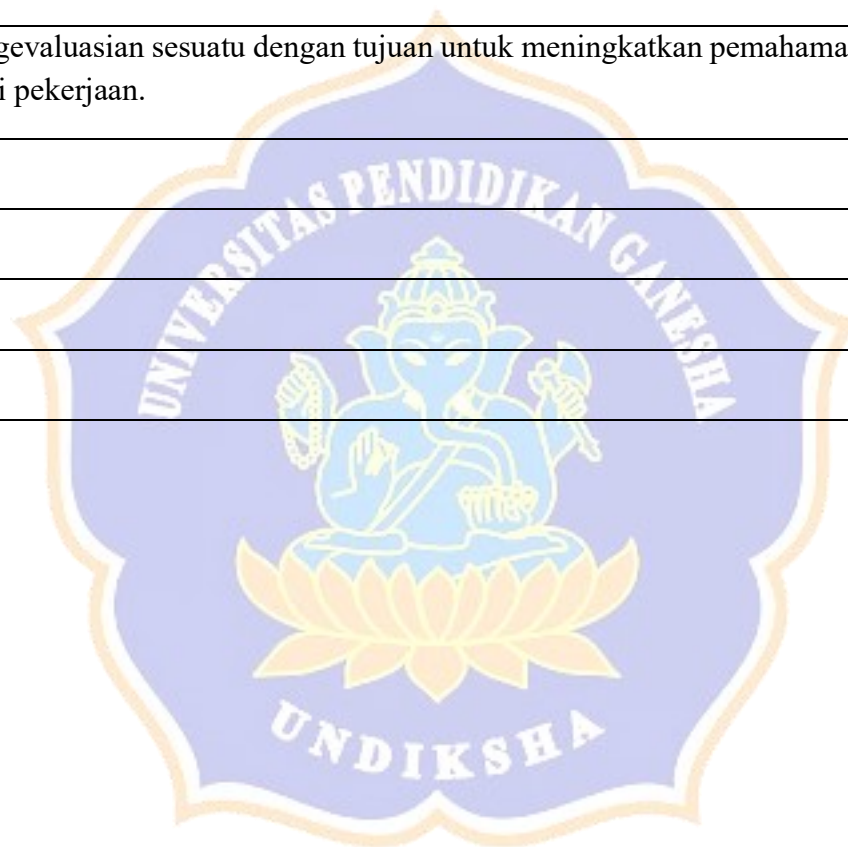 gevaluasian sesuatu dengan tujuan untuk meningkatkan pemahama
i pekerjaan.
UNIVERSITAS PENDIDIKAN GANESHA
UNDIKSHA